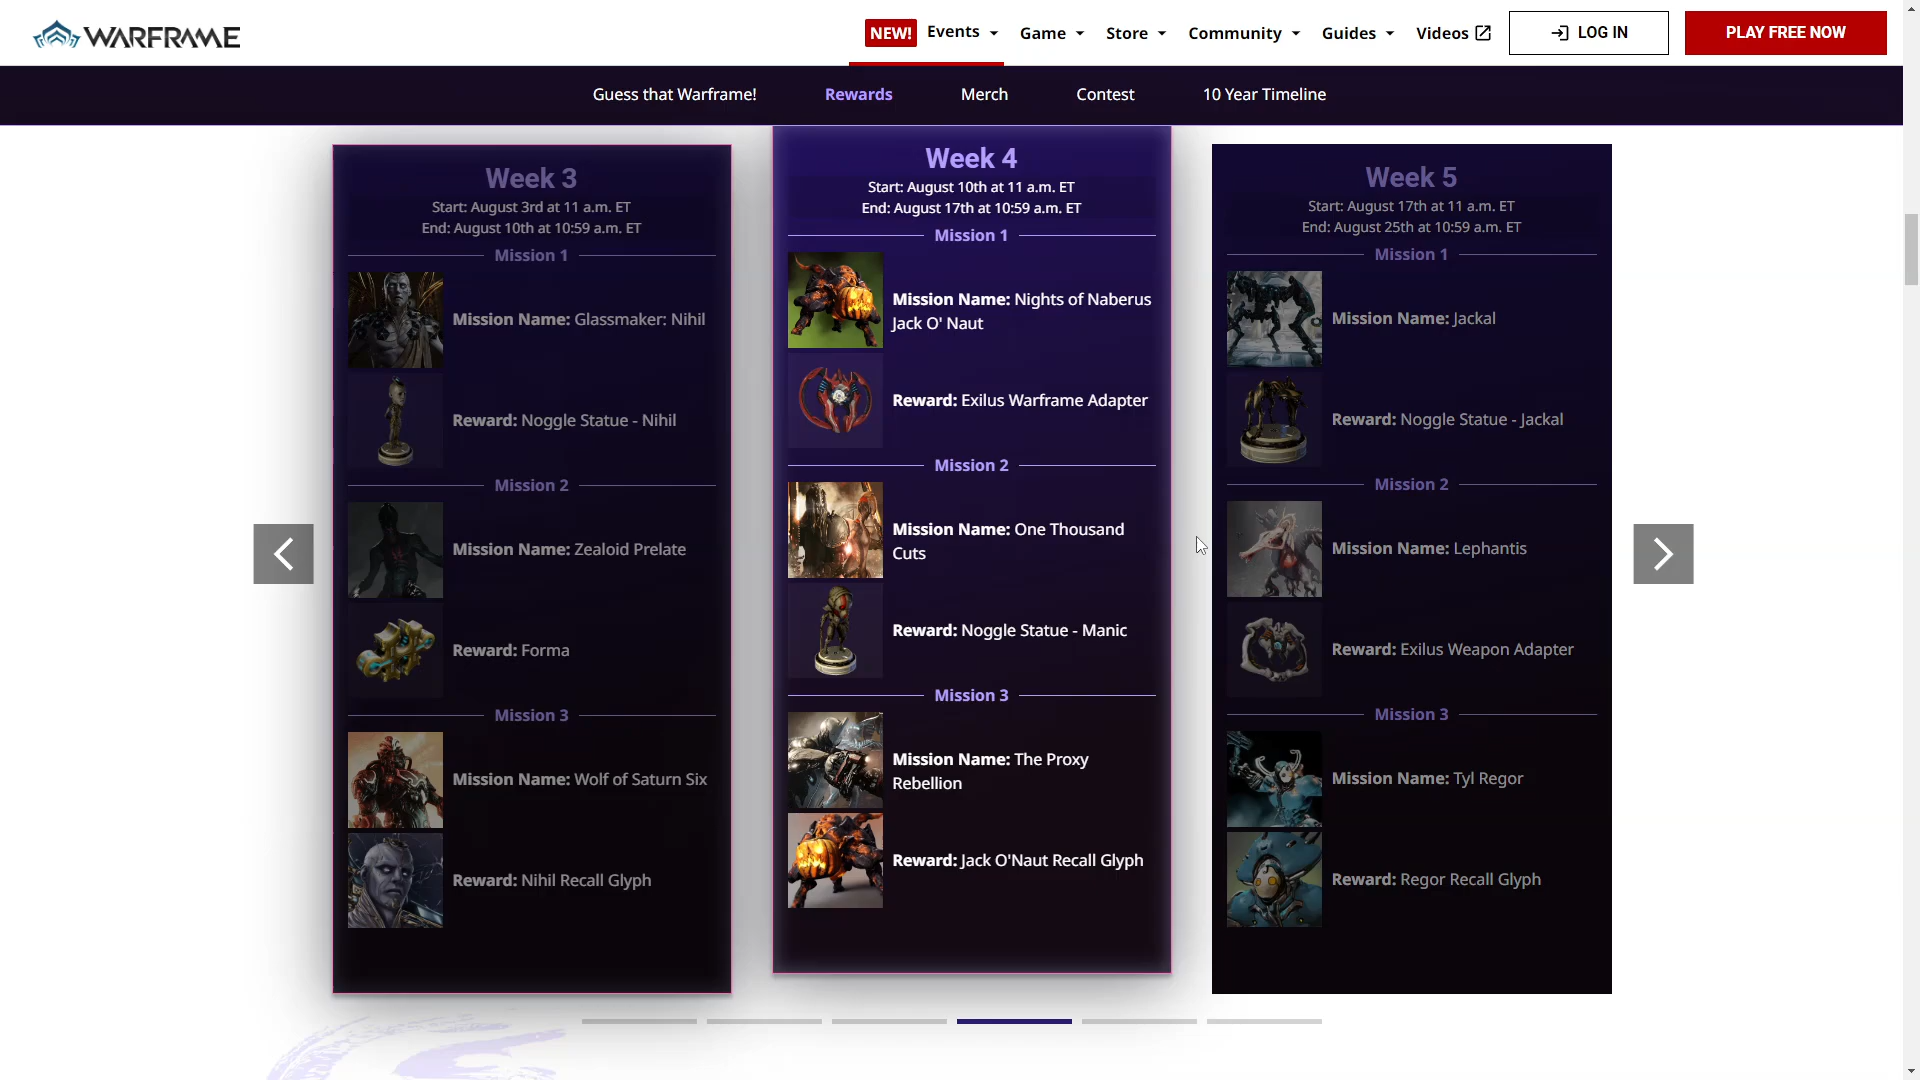 WARFRAME
NEW! Events
Game
Store
Community
Guides
Videos
LOG IN
PLAY FREE NOW
Guess that Warframe!
Rewards
Merch
Contest
10 Year Timeline
Week 3
Start: August 3rd at 11 a.m. ET
End: August 10th at 10:59 a.m. ET
Mission 1
Mission Name: Glassmaker: Nihil
Reward: Noggle Statue - Nihil
Mission 2
Mission Name: Zealoid Prelate
Reward: Forma
Mission 3
Mission Name: Wolf of Saturn Six
Reward: Nihil Recall Glyph
Week 4
Start: August 10th at 11 a.m. ET
End: August 17th at 10:59 a.m. ET
Mission 1
Mission Name: Nights of Naberus
Jack O' Naut
Reward: Exilus Warframe Adapter
Mission 2
Mission Name: One Thousand
Cuts
Reward: Noggle Statue - Manic
Mission 3
Mission Name: The Proxy
Rebellion
Reward: Jack O'Naut Recall Glyph
Week 5
Start: August 17th at 11 a.m. ET
End: August 25th at 10:59 a.m. ET
Mission 1
Mission Name: Jackal
Reward: Noggle Statue - Jackal
Mission 2
Mission Name: Lephantis
Reward: Exilus Weapon Adapter
Mission 3
Mission Name: Tyl Regor
Reward: Regor Recall Glyph